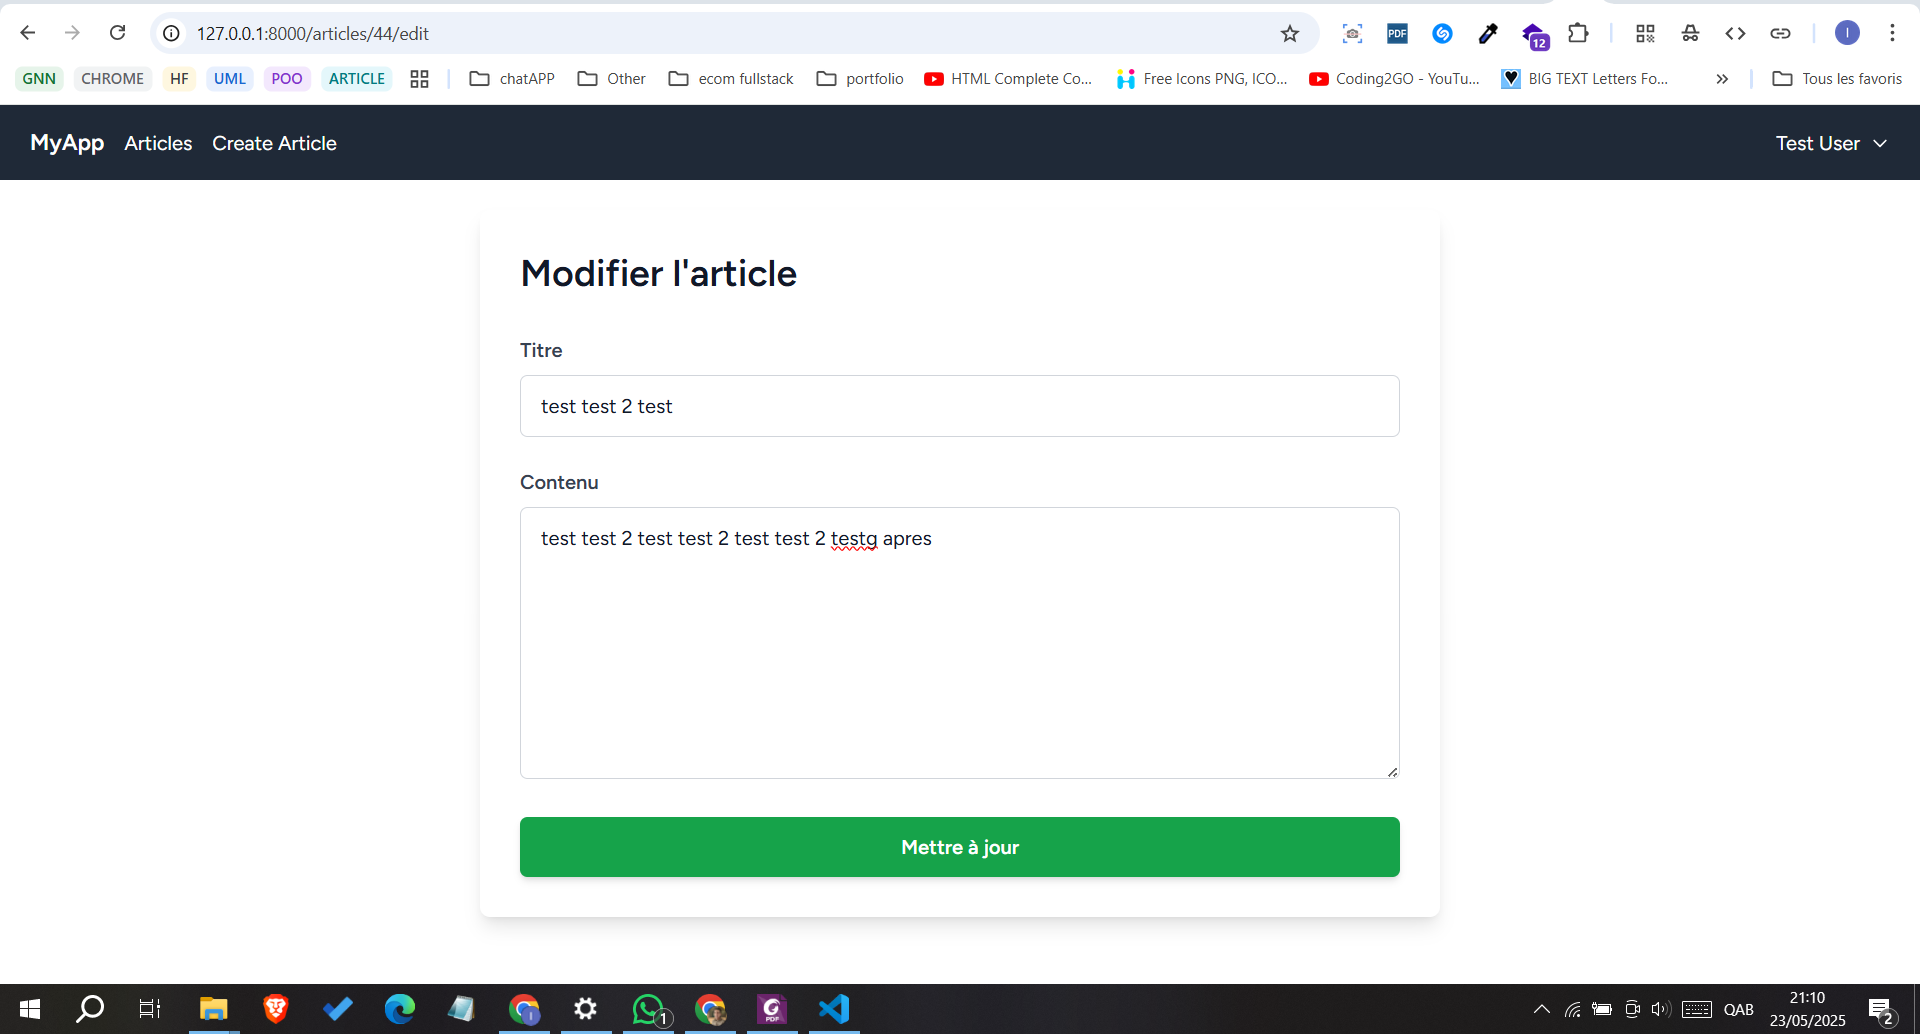 127.0.0.1:8000/articles/44/edit
PDF
12
I
GNN CHROME HF UML POO ARTICLE chatAPP Other ecom fullstack portfolio HTML Complete Co... Free Icons PNG, ICO... Coding2GO - YouTu... BIG TEXT Letters Fo... » Tous les favoris
MyApp Articles Create Article Test User
Modifier l'article
Titre
test test 2 test
Contenu
test test 2 test test 2 test test 2 testg apres
Mettre à jour
I
1
G
PDF
QAB
21:10
23/05/2025
2